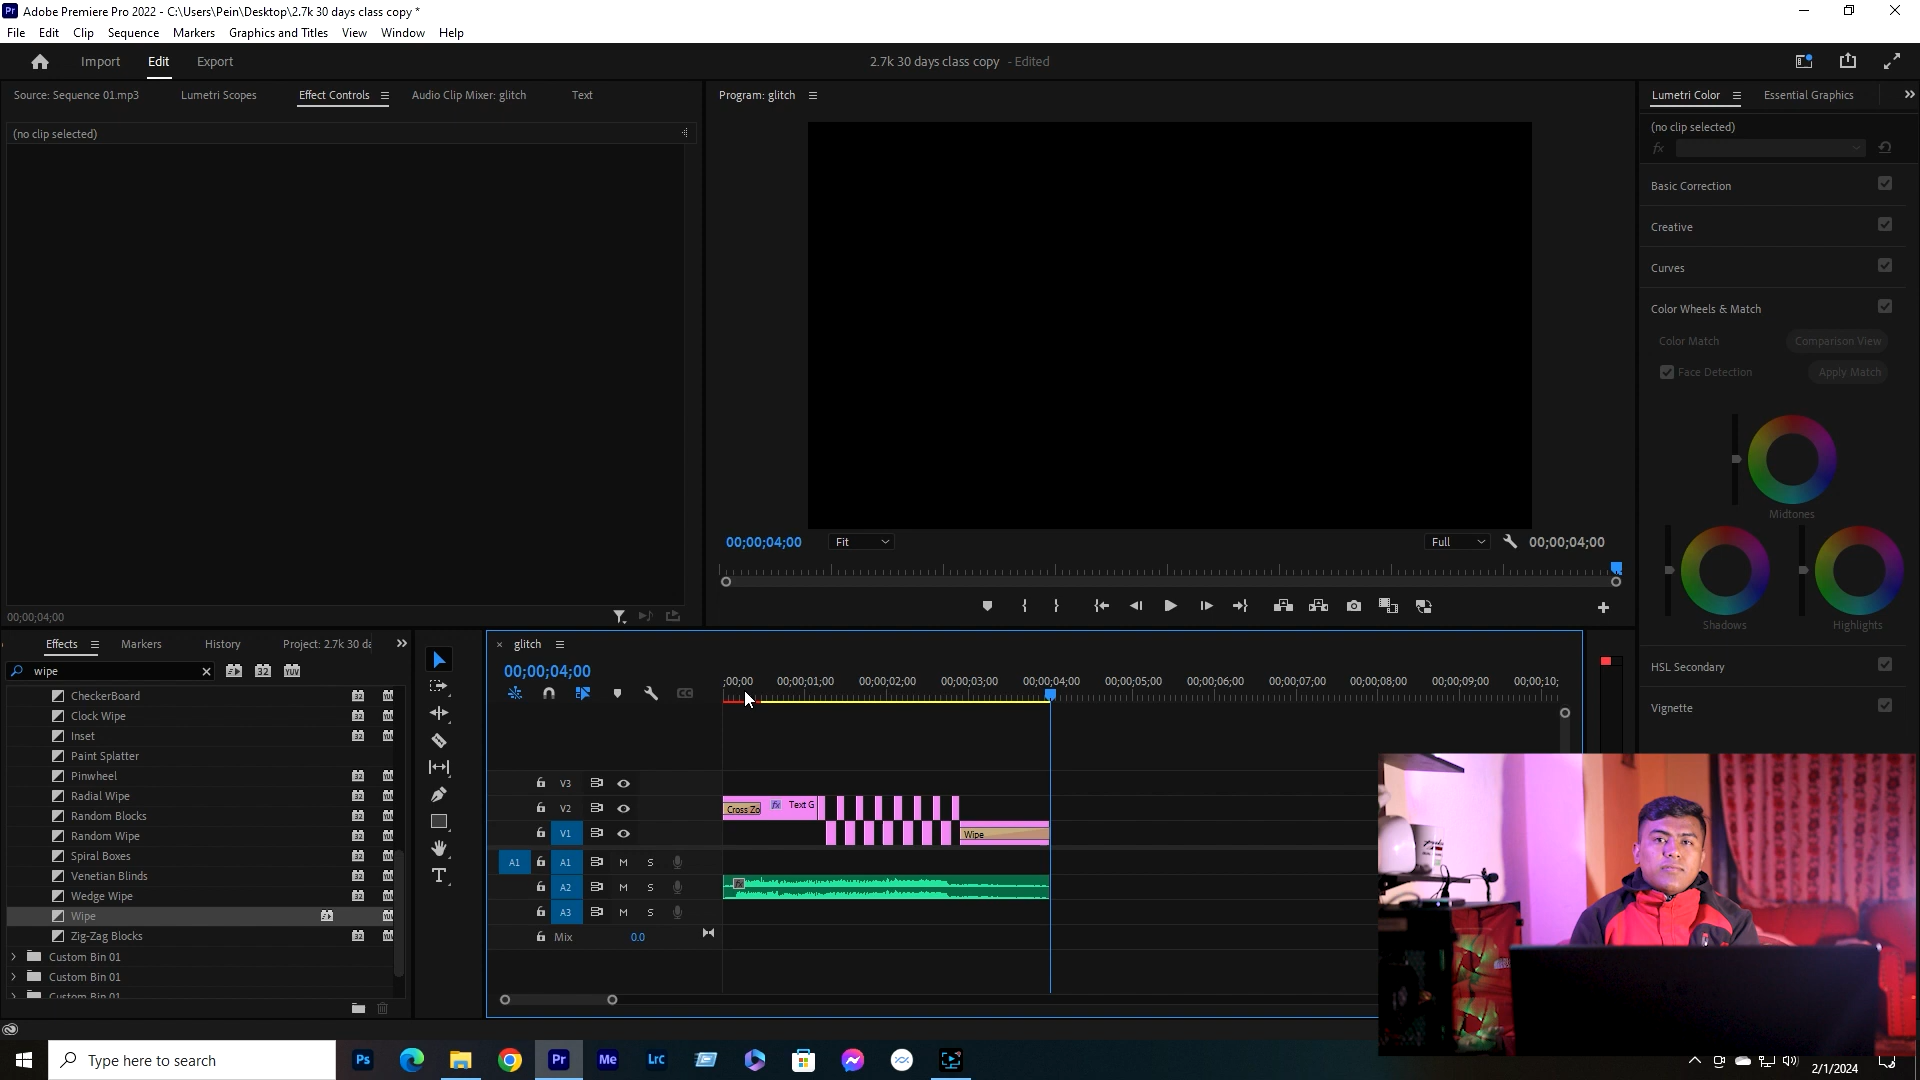 Adobe Premiere Pro 2022 - C:\Users\Pein\Desktop\2.7k 30 days class copy *
File Edit Clip Sequence Markers Graphics and Titles View Window Help
Import Edit Export 2.7k 30 days class copy - Edited
Source: Sequence 01.mp3 Lumetri Scopes Effect Controls Audio Clip Mixer: glitch Text Program: glitch Lumetri Color Essential Graphics
(no clip selected)
(no clip selected)
fx
Basic Correction
Creative
Curves
Color Wheels & Match
Color Match Comparison View
Face Detection Apply Match
Midtones
Shadows Highlights
HSL Secondary
Vignette
00;00;04;00 Fit Full 00;00;04;00
00;00;04;00
Effects Markers History Project: 2.7k 30 da
wipe
CheckerBoard
Clock Wipe
Inset
Paint Splatter
Pinwheel
Radial Wipe
Random Blocks
Random Wipe
Spiral Boxes
Venetian Blinds
Wedge Wipe
Wipe
Zig-Zag Blocks
Custom Bin 01
Custom Bin 01
Custom Bin 01
glitch
00;00;04;00
;00;00 00;00;01;00 00;00;02;00 00;00;03;00 00;00;04;00 00;00;05;00 00;00;06;00 00;00;07;00 00;00;08;00 00;00;09;00 00;00;10;
V3
V2 Cross Zo fx Text G
V1 Wipe
A1 A1 M S
A2 M S
A3 M S
Mix 0.0
Type here to search
Ps Pr Me LrC
2/1/2024